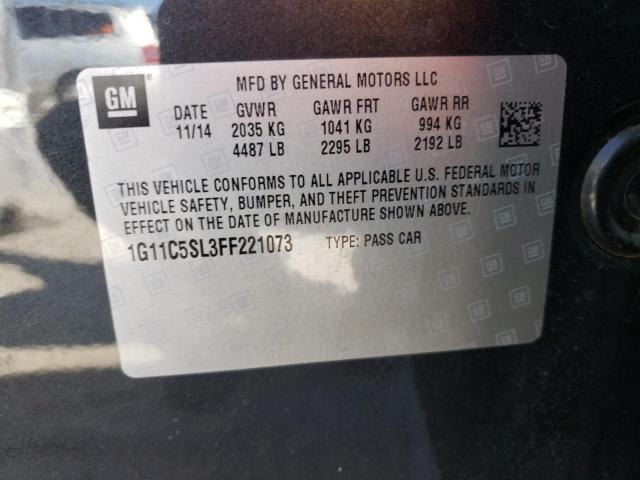 GM
MFD BY GENERAL MOTORS LLC
DATE GVWR GAWR FRT GAWR RR
11/14 2035 KG 1041 KG 994 KG
4487 LB 2295 LB 2192 LB
THIS VEHICLE CONFORMS TO ALL APPLICABLE U.S. FEDERAL MOTOR
VEHICLE SAFETY, BUMPER, AND THEFT PREVENTION STANDARDS IN
EFFECT ON THE DATE OF MANUFACTURE SHOWN ABOVE.
1G11C5SL3FF221073 TYPE: PASS CAR